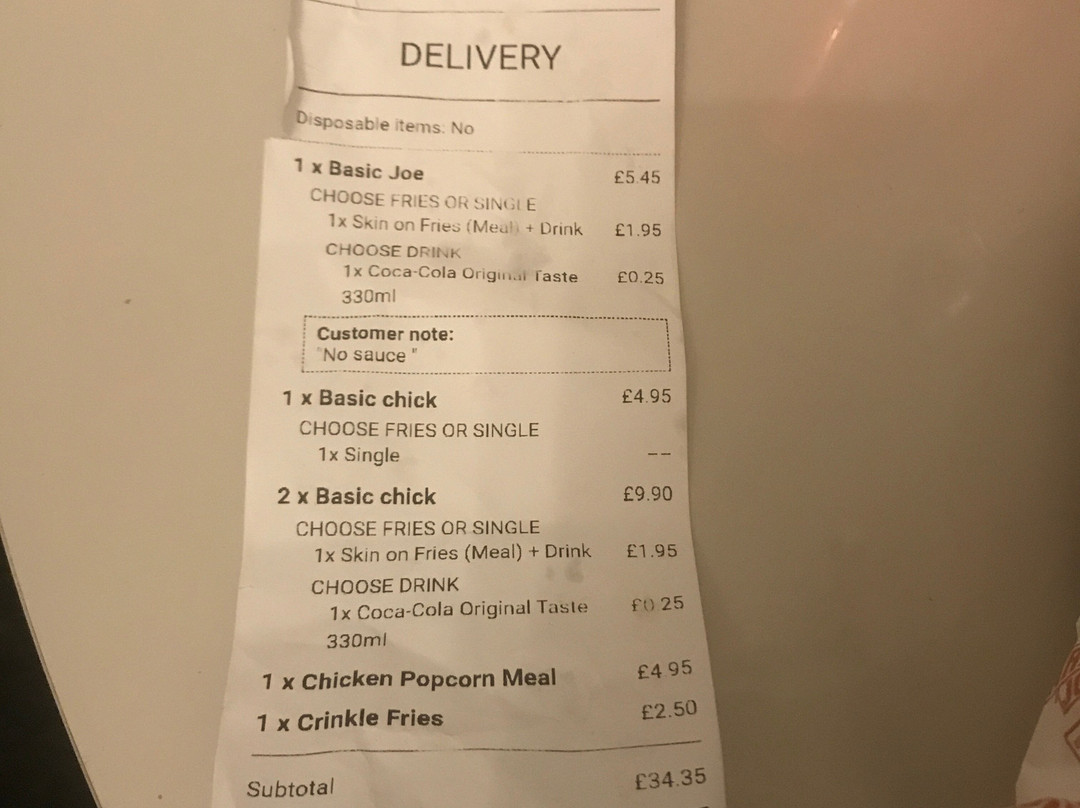 DELIVERY
Disposable items: No
1 x Basic Joe £5.45
CHOOSE FRIES OR SINGLE
1x Skin on Fries (Meal) + Drink £1.95
CHOOSE DRINK
1x Coca-Cola Original Taste £0.25
330ml
Customer note:
"No sauce "
1 x Basic chick £4.95
CHOOSE FRIES OR SINGLE
1x Single --
2 x Basic chick £9.90
CHOOSE FRIES OR SINGLE
1x Skin on Fries (Meal) + Drink £1.95
CHOOSE DRINK
1x Coca-Cola Original Taste £0.25
330ml
1 x Chicken Popcorn Meal £4.95
1 x Crinkle Fries £2.50
Subtotal £34.35